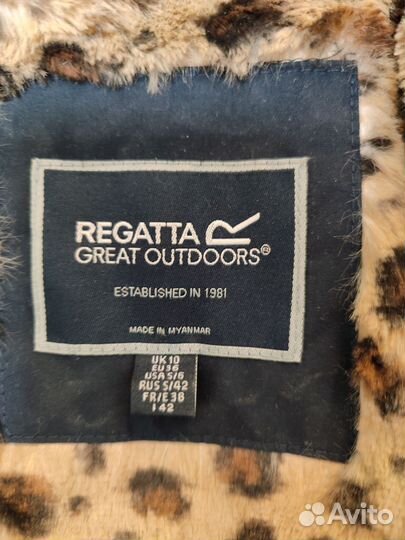 REGATTA R
GREAT OUTDOORS®
ESTABLISHED IN 1981
MADE IN MYANMAR
UK 10
EU 36
USA S/6
RUS S/42
FR/E 38
I 42
Avito